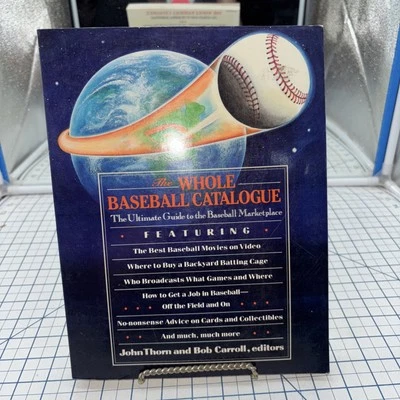 The WHOLE
BASEBALL CATALOGUE
The Ultimate Guide to the Baseball Marketplace
FEATURING
The Best Baseball Movies on Video
Where to Buy a Backyard Batting Cage
Who Broadcasts What Games and Where
How to Get a Job in Baseball—
Off the Field and On
No-nonsense Advice on Cards and Collectibles
And much, much more
John Thorn and Bob Carroll, editors